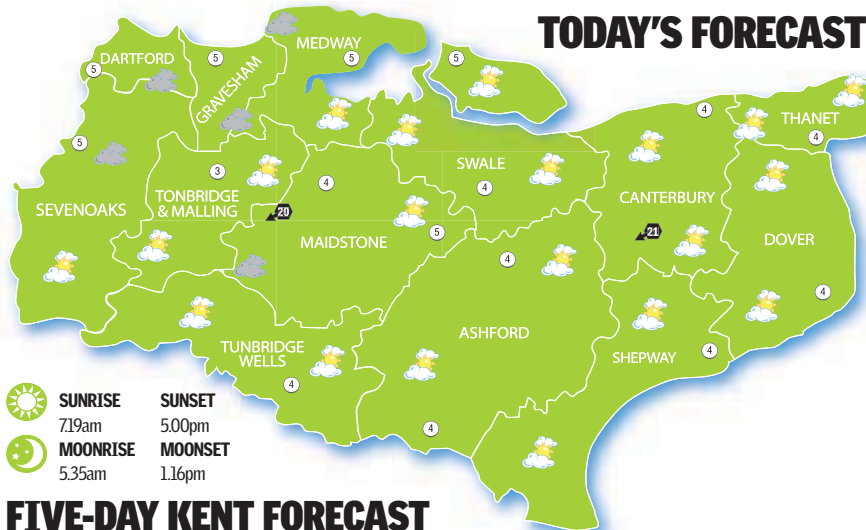 TODAY'S FORECAST
DARTFORD
5
5
GRAVESHAM
MEDWAY
5
5
4
THANET
4
5
3
TONBRIDGE
& MALLING
SEVENOAKS
4
20
MAIDSTONE
5
SWALE
4
CANTERBURY
21
DOVER
4
4
ASHFORD
SHEPWAY
4
TUNBRIDGE
WELLS
4
4
SUNRISE SUNSET
7.19am 5.00pm
MOONRISE MOONSET
5.35am 1.16pm
FIVE-DAY KENT FORECAST